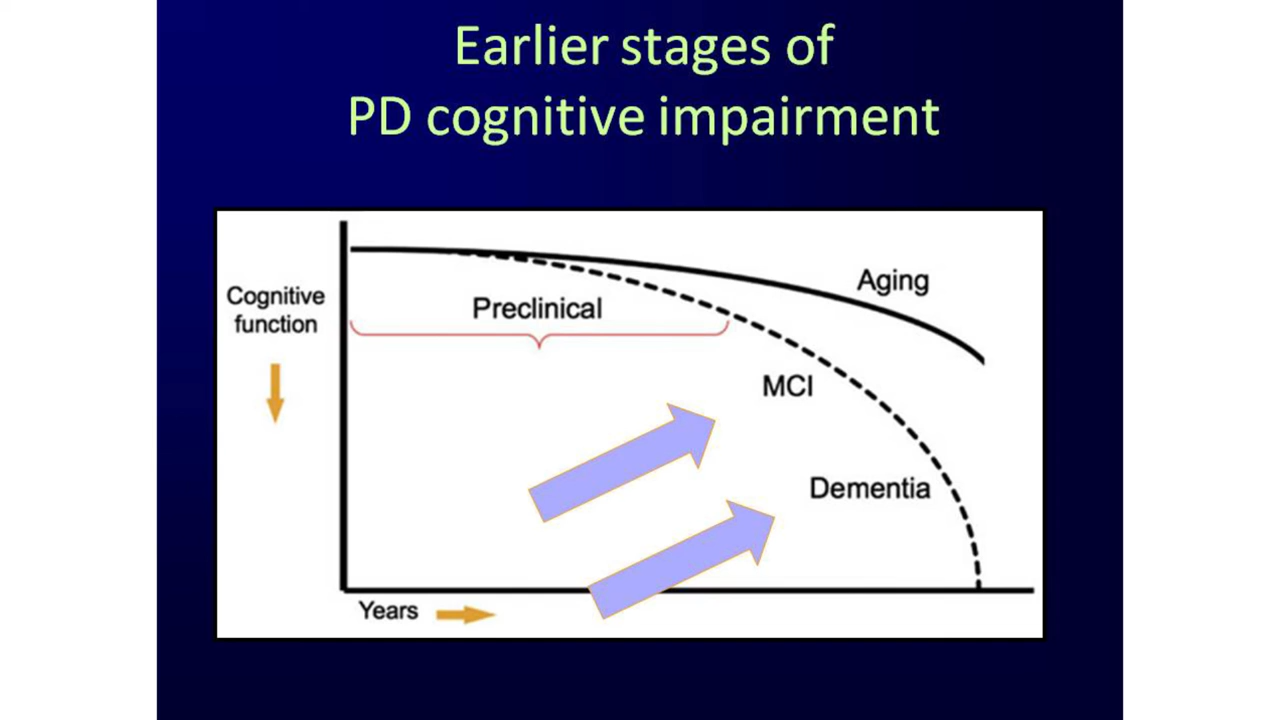 Earlier stages of
PD cognitive impairment
Cognitive
function
Preclinical
Aging
MCI
Dementia
Years